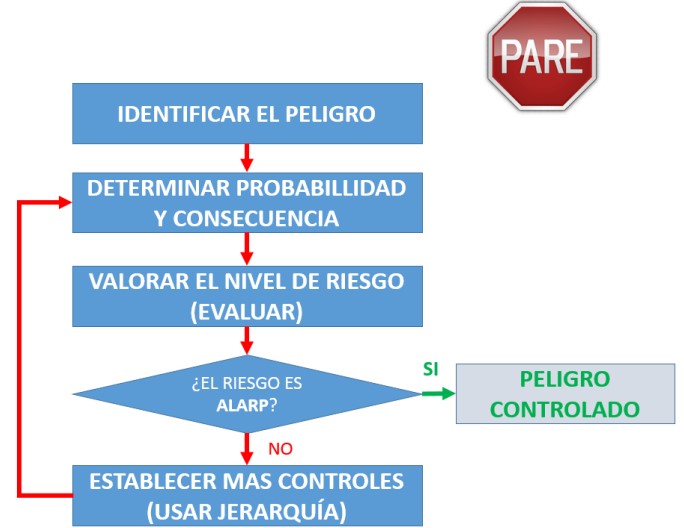 PARE
IDENTIFICAR EL PELIGRO
DETERMINAR PROBABILLIDAD
Y CONSECUENCIA
VALORAR EL NIVEL DE RIESGO
(EVALUAR)
¿EL RIESGO ES
ALARP?
SI
PELIGRO
CONTROLADO
NO
ESTABLECER MAS CONTROLES
(USAR JERARQUÍA)